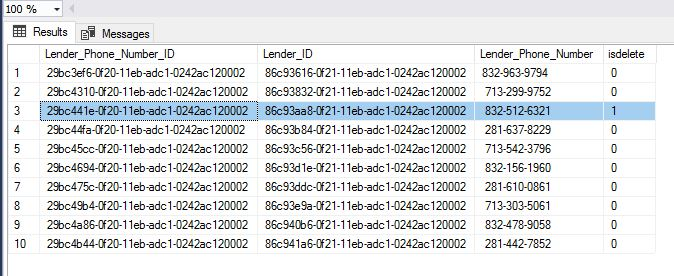 100 %
Results Messages
Lender_Phone_Number_ID Lender_ID Lender_Phone_Number isdelete
1 29bc3ef6-0f20-11eb-adc1-0242ac120002 86c93616-0f21-11eb-adc1-0242ac120002 832-963-9794 0
2 29bc4310-0f20-11eb-adc1-0242ac120002 86c93832-0f21-11eb-adc1-0242ac120002 713-299-9752 0
3 29bc441e-0f20-11eb-adc1-0242ac120002 86c93aa8-0f21-11eb-adc1-0242ac120002 832-512-6321 1
4 29bc44fa-0f20-11eb-adc1-0242ac120002 86c93b84-0f21-11eb-adc1-0242ac120002 281-637-8229 0
5 29bc45cc-0f20-11eb-adc1-0242ac120002 86c93c56-0f21-11eb-adc1-0242ac120002 713-542-3796 0
6 29bc4694-0f20-11eb-adc1-0242ac120002 86c93d1e-0f21-11eb-adc1-0242ac120002 832-156-1960 0
7 29bc475c-0f20-11eb-adc1-0242ac120002 86c93ddc-0f21-11eb-adc1-0242ac120002 281-610-0861 0
8 29bc49b4-0f20-11eb-adc1-0242ac120002 86c93e9a-0f21-11eb-adc1-0242ac120002 713-303-5061 0
9 29bc4a86-0f20-11eb-adc1-0242ac120002 86c940b6-0f21-11eb-adc1-0242ac120002 832-478-9058 0
10 29bc4b44-0f20-11eb-adc1-0242ac120002 86c941a6-0f21-11eb-adc1-0242ac120002 281-442-7852 0